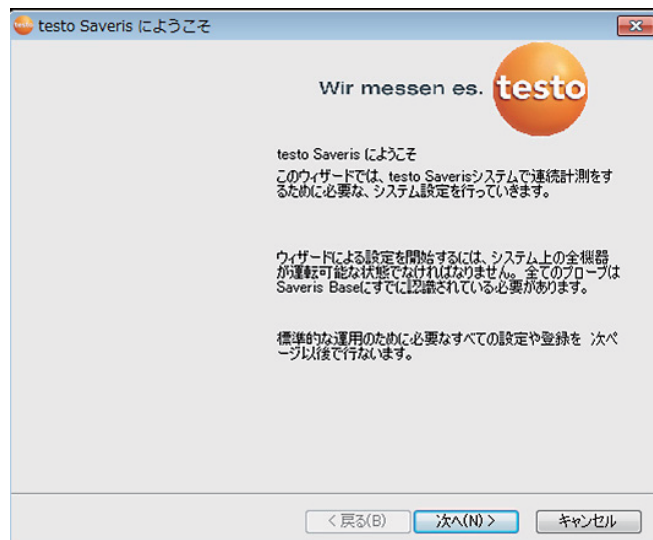 testo Saveris にようこそ
Wir messen es. testo
testo Saveris にようこそ
このウィザードでは、testo Saverisシステムで連続計測をす
るために必要な、システム設定を行っていきます。
ウィザードによる設定を開始するには、システム上の全機器
が運転可能な状態でなければなりません。全てのプローブは
Saveris Baseにすでに認識されている必要があります。
標準的な運用のために必要なすべての設定や登録を 次ペ
ージ以後で行ないます。
< 戻る(B) 次へ(N) > キャンセル